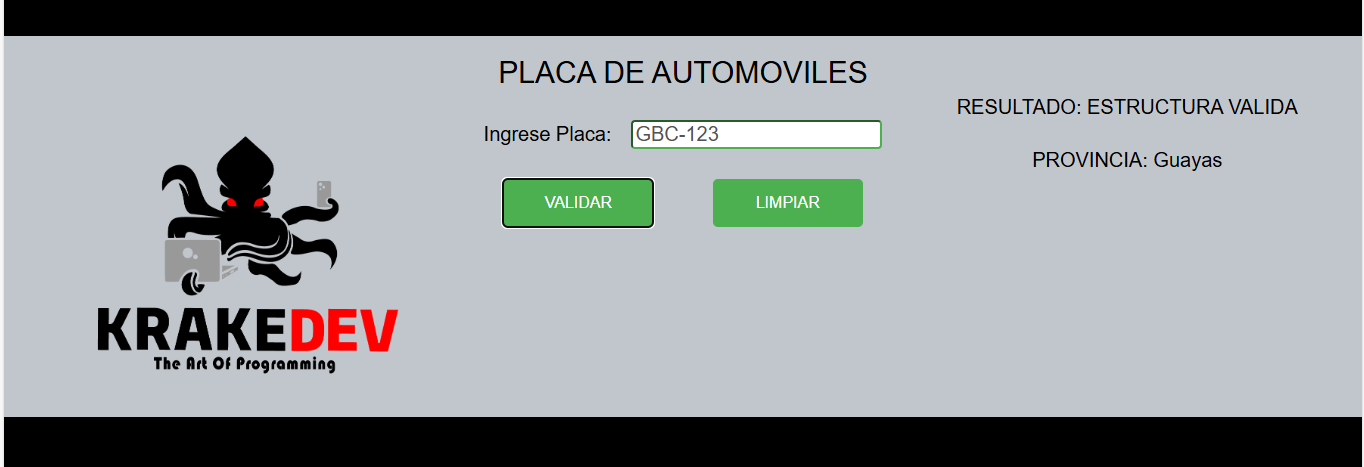 PLACA DE AUTOMOVILES
Ingrese Placa: GBC-123
VALIDAR LIMPIAR
RESULTADO: ESTRUCTURA VALIDA
PROVINCIA: Guayas
KRAKEDEV
The Art Of Programming